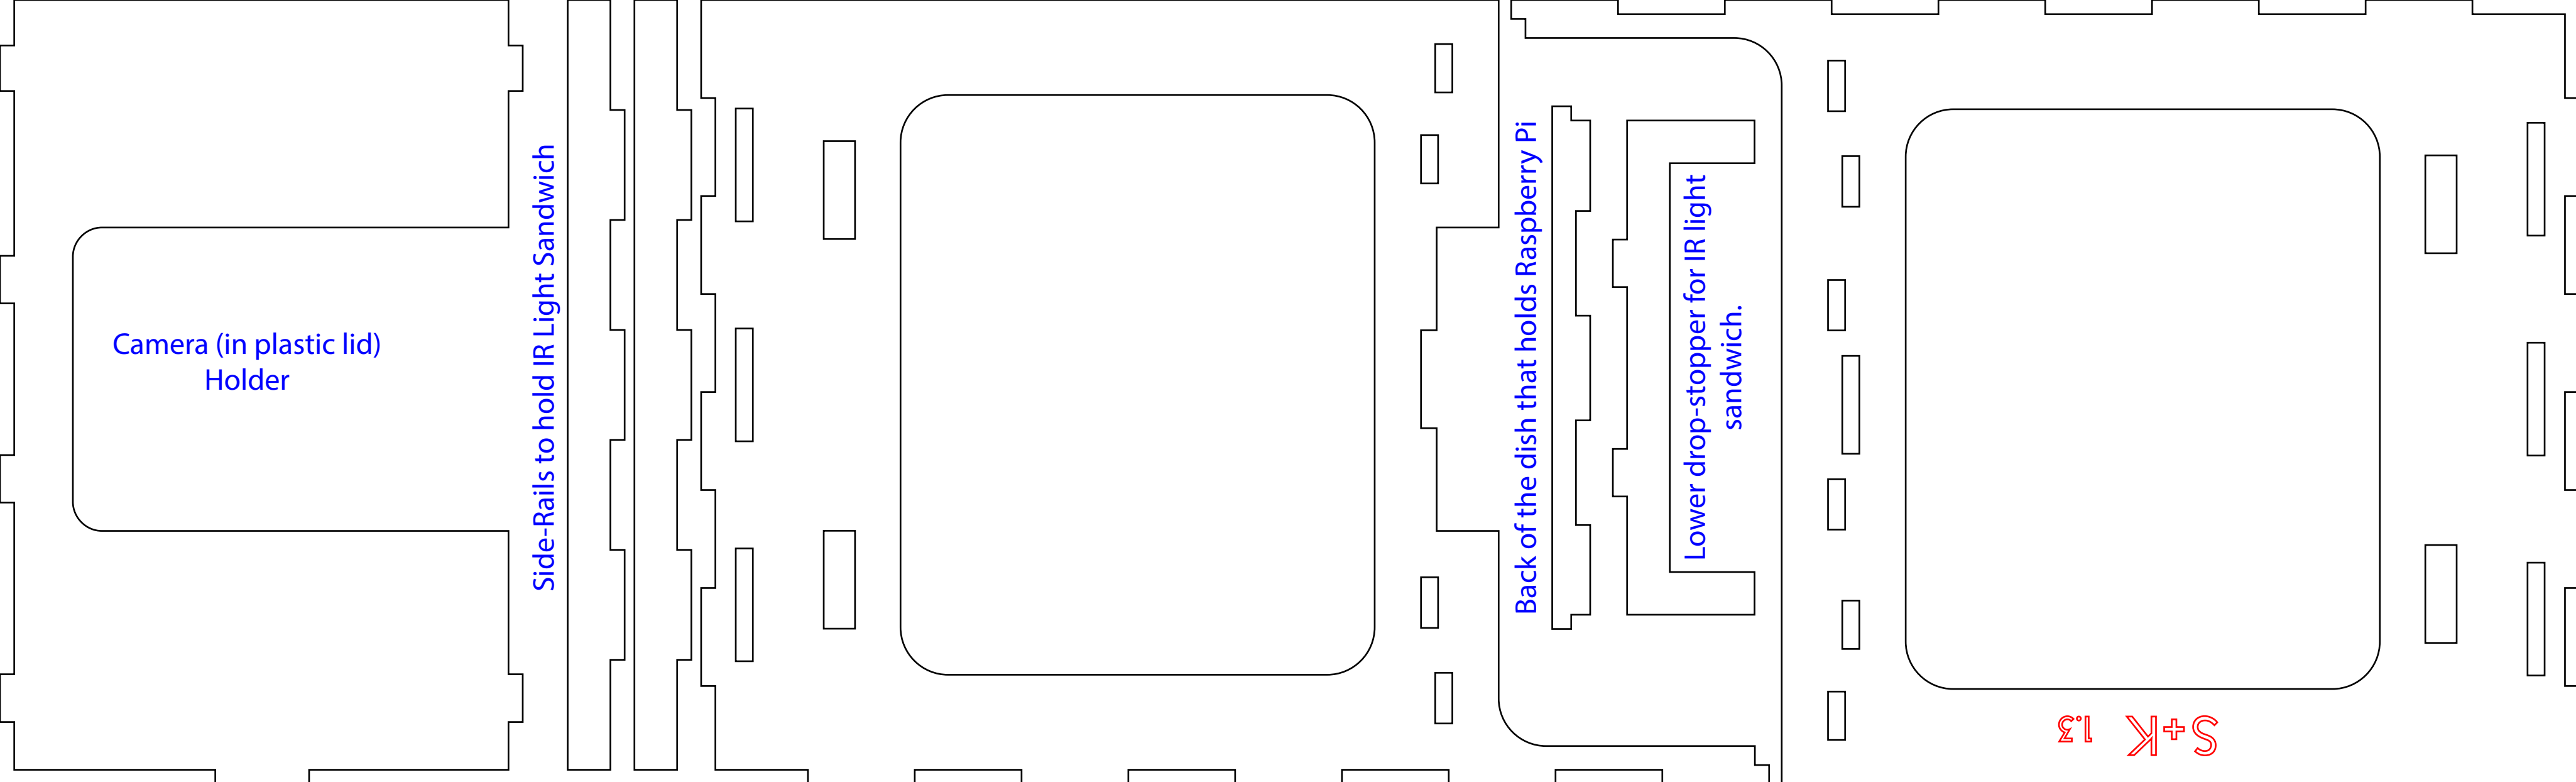 Camera (in plastic lid)
Holder
Side-Rails to hold IR Light Sandwich
Back of the dish that holds Raspberry Pi
Lower drop-stopper for IR light
sandwich.
S+K 1.3